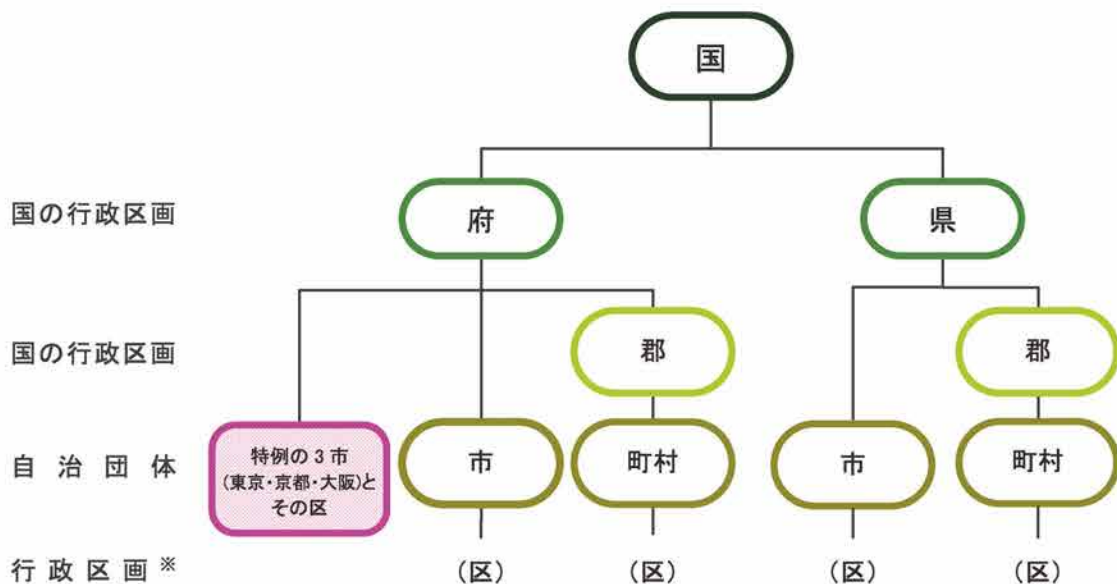 国
国の行政区画
府
県
国の行政区画
郡
郡
自治団体
特例の3市
(東京・京都・大阪)と
その区
市
町村
市
町村
行政区画※
(区)
(区)
(区)
(区)